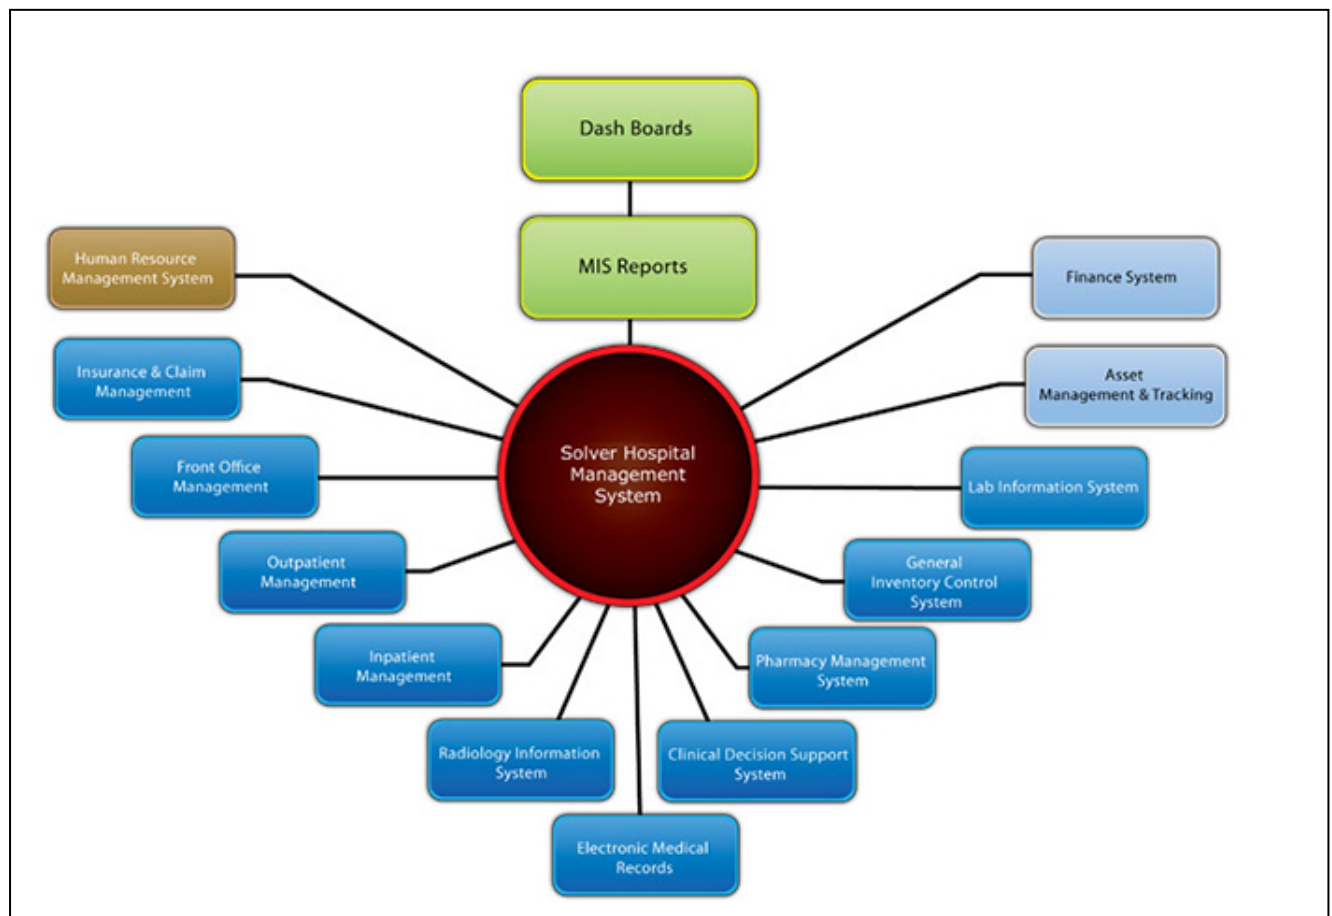 Dash Boards
MIS Reports
Human Resource
Management System
Finance System
Insurance & Claim
Management
Asset
Management & Tracking
Solver Hospital
Management
System
Front Office
Management
Lab Information System
Outpatient
Management
General
Inventory Control
System
Inpatient
Management
Pharmacy Management
System
Radiology Information
System
Clinical Decision Support
System
Electronic Medical
Records